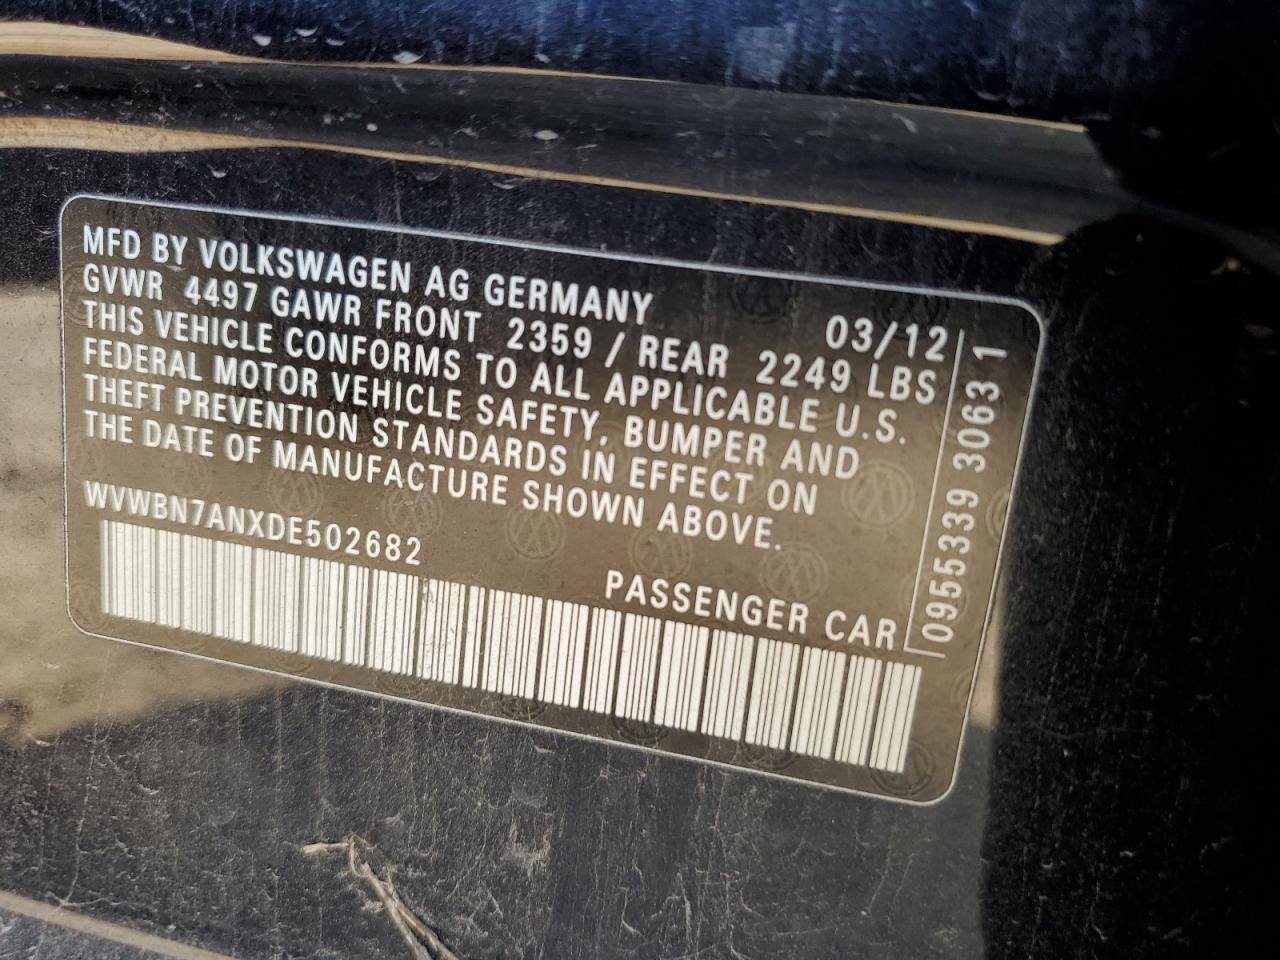 MFD BY VOLKSWAGEN AG GERMANY 03/12
GVWR 4497 GAWR FRONT 2359 / REAR 2249 LBS
THIS VEHICLE CONFORMS TO ALL APPLICABLE U.S.
FEDERAL MOTOR VEHICLE SAFETY, BUMPER AND
THEFT PREVENTION STANDARDS IN EFFECT ON
THE DATE OF MANUFACTURE SHOWN ABOVE.
WVWBN7ANXDE502682
PASSENGER CAR
0955339 30631